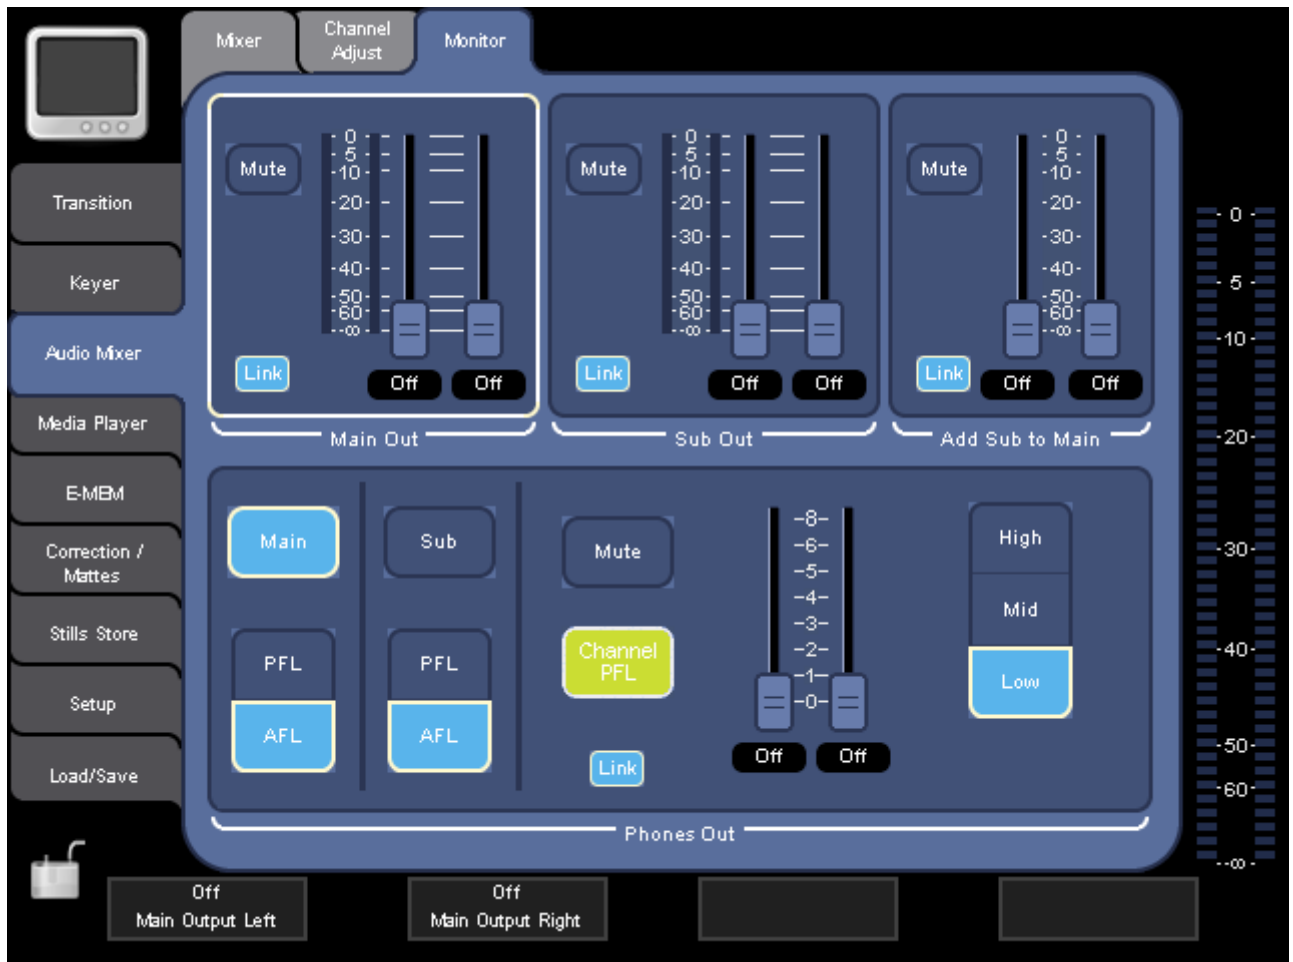 Mixer
Channel
Adjust
Monitor
Transition
Keyer
Audio Mixer
Media Player
E-MEM
Correction /
Mattes
Stills Store
Setup
Load/Save
Mute
- 0 -
- 5 -
-10-
-20-
-30-
-40-
-50-
-60-
-∞-
Link
Off
Off
Main Out
Mute
- 0 -
- 5 -
-10-
-20-
-30-
-40-
-50-
-60-
-∞-
Link
Off
Off
Sub Out
Mute
- 0 -
- 5 -
-10-
-20-
-30-
-40-
-50-
-60-
-∞-
Link
Off
Off
Add Sub to Main
Main
PFL
AFL
Sub
PFL
AFL
Mute
Channel
PFL
Link
-8-
-6-
-5-
-4-
-3-
-2-
-1-
-0-
Off
Off
High
Mid
Low
Phones Out
- 0 -
- 5 -
-10-
-20-
-30-
-40-
-50-
-60-
--∞-
Off
Main Output Left
Off
Main Output Right